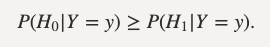 P(H₀|Y = y) ≥ P(H₁|Y = y).